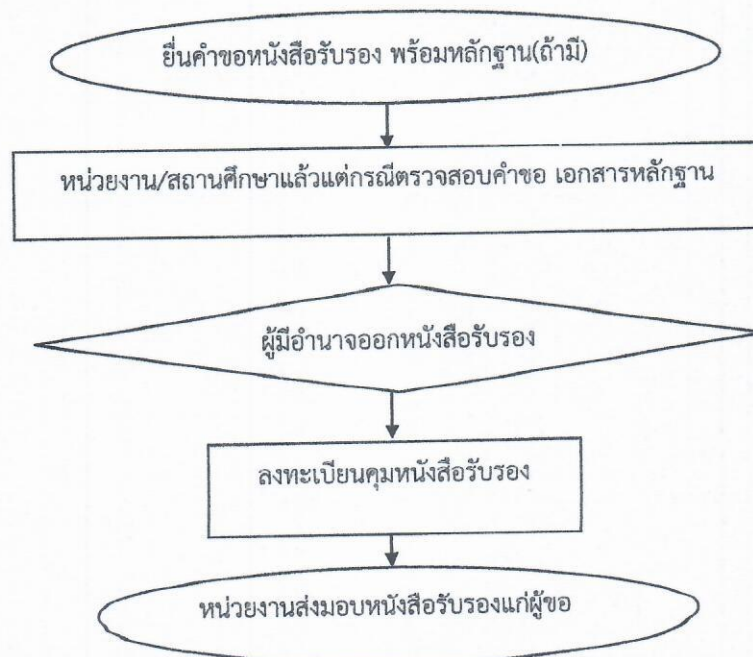 ยื่นคำขอหนังสือรับรอง พร้อมหลักฐาน(ถ้ามี)
หน่วยงาน/สถานศึกษาแล้วแต่กรณีตรวจสอบคำขอ เอกสารหลักฐาน
ผู้มีอำนาจออกหนังสือรับรอง
ลงทะเบียนคุมหนังสือรับรอง
หน่วยงานส่งมอบหนังสือรับรองแก่ผู้ขอ